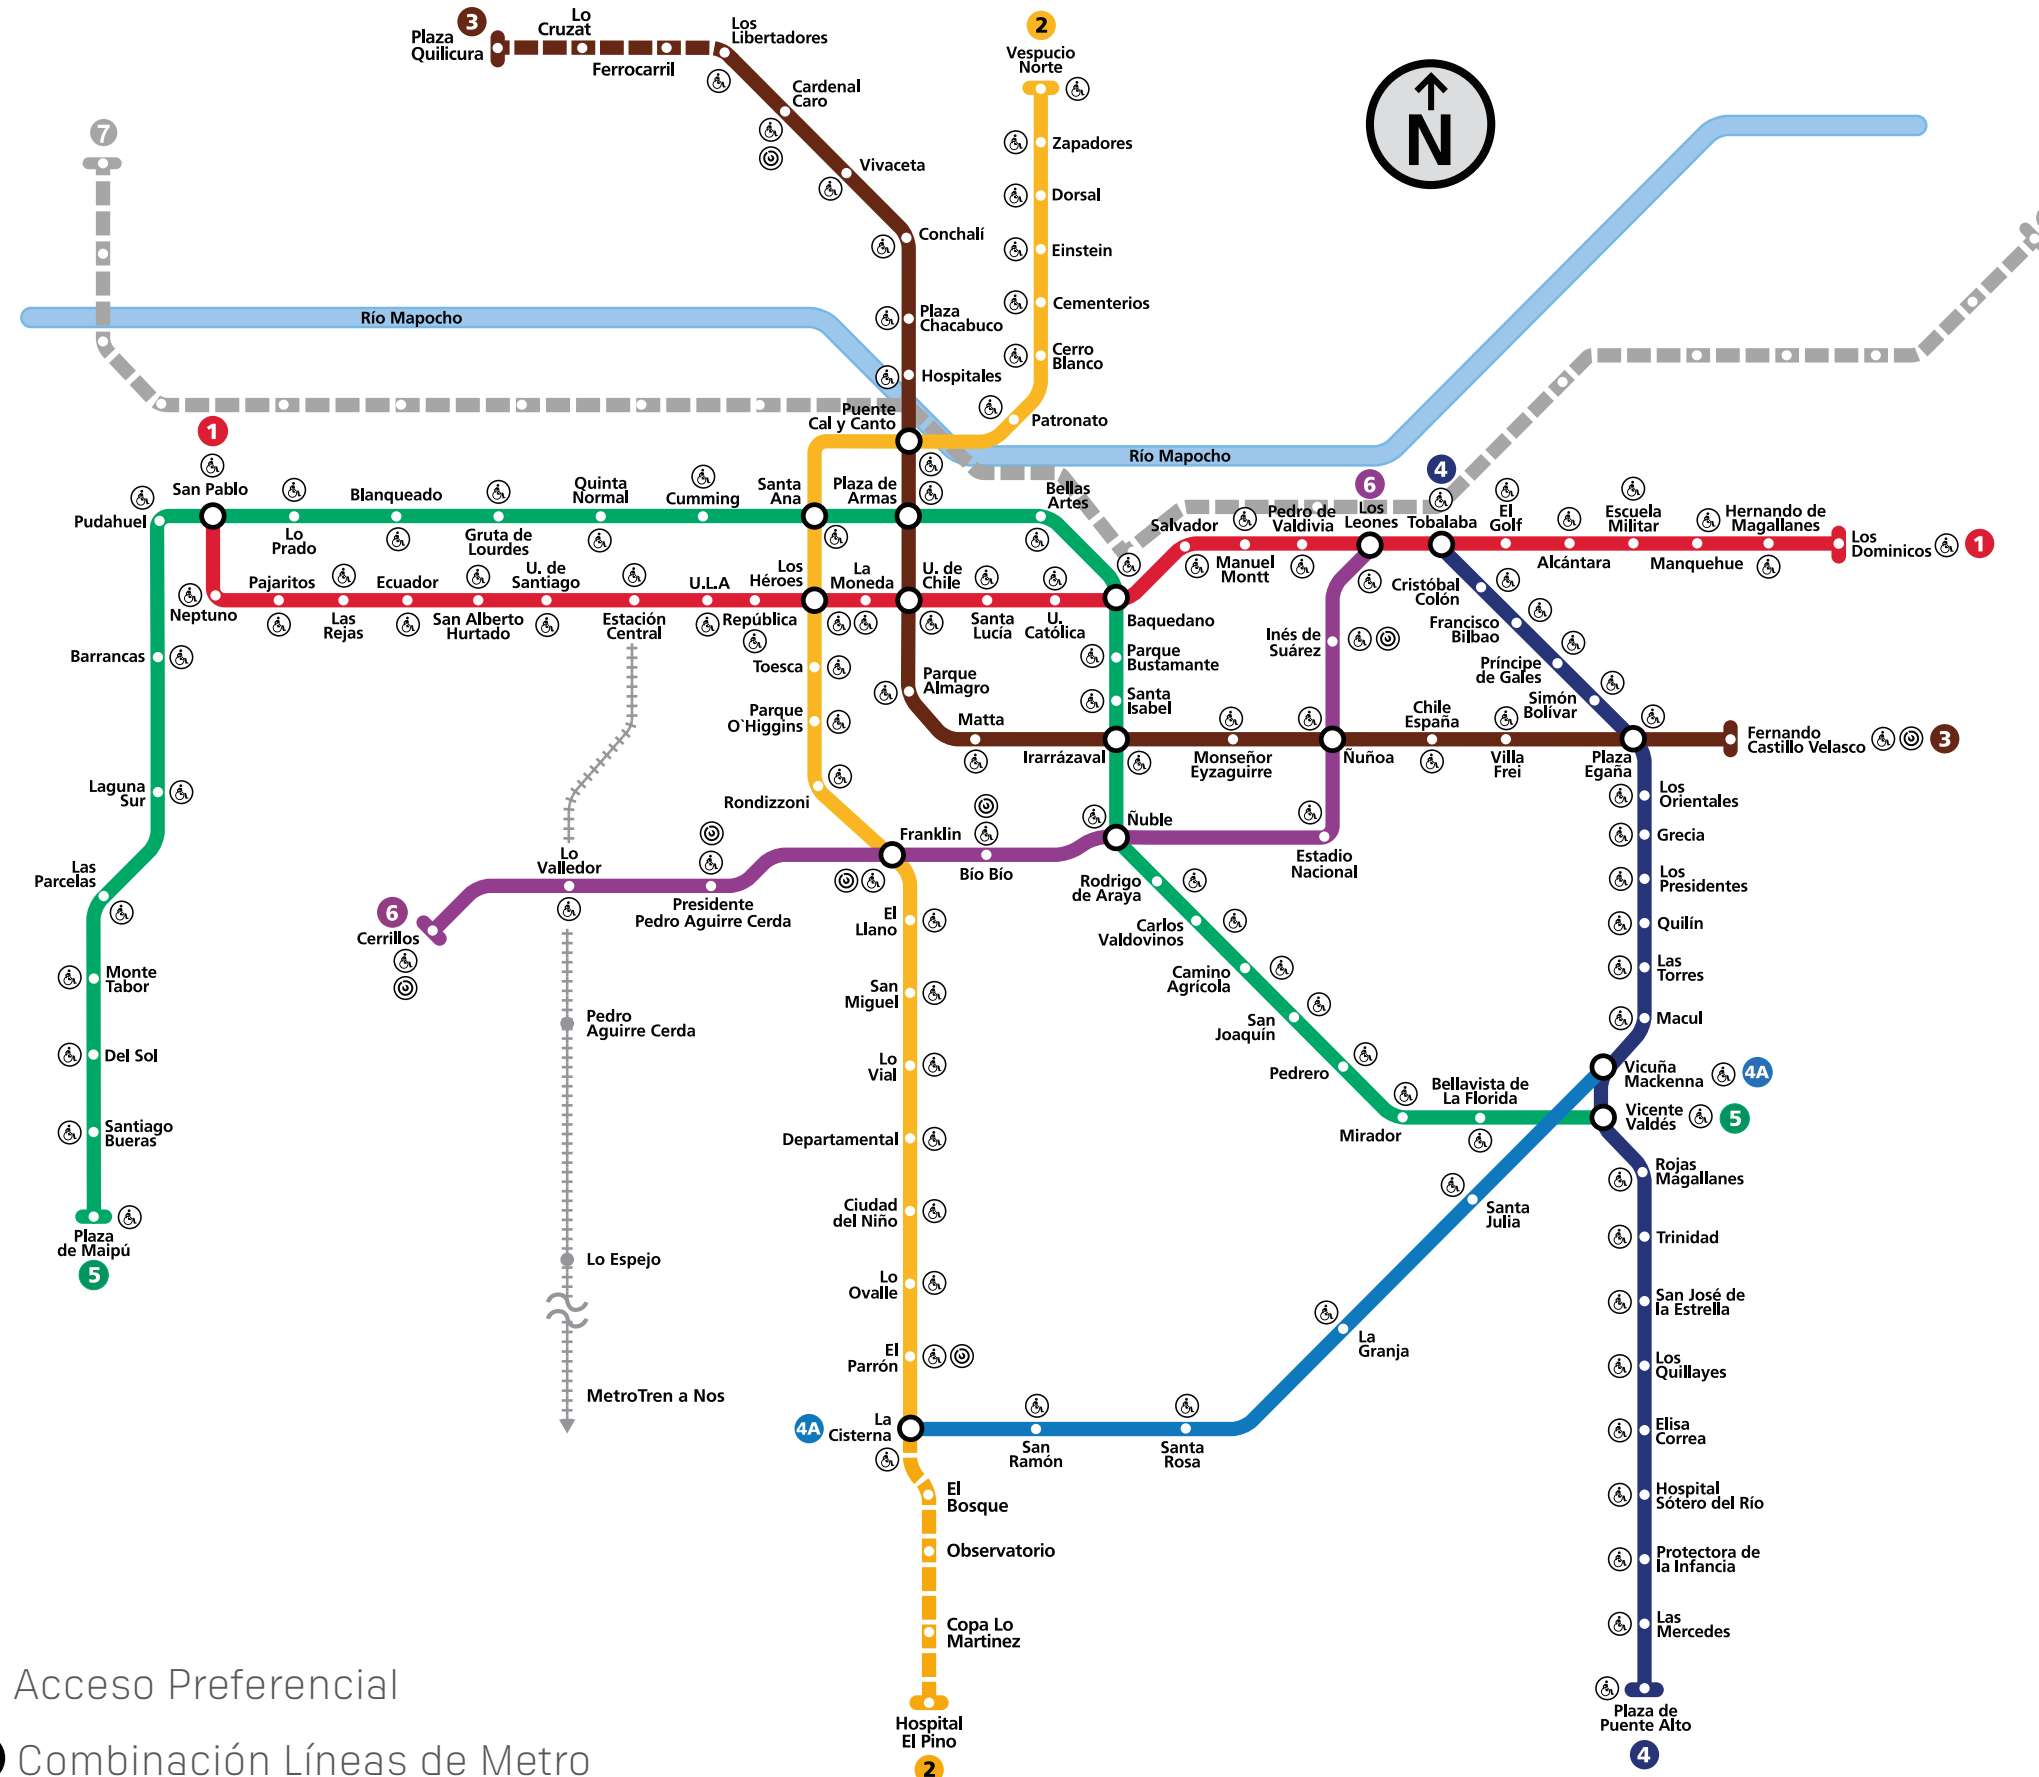 3
Plaza
Quilicura
Lo
Cruzat
Ferrocarril
Los
Libertadores
Cardenal
Caro
Vivaceta
Conchalí
Plaza
Chacabuco
Hospitales
Puente
Cal y Canto
2
Vespucio
Norte
Zapadores
Dorsal
Einstein
Cementerios
Cerro
Blanco
Patronato
N
7
Río Mapocho
Río Mapocho
1
San Pablo
Pudahuel
Lo
Prado
Blanqueado
Gruta de
Lourdes
Quinta
Normal
Cumming
Santa
Ana
Plaza de
Armas
Bellas
Artes
Neptuno
Pajaritos
Las
Rejas
Ecuador
San Alberto
Hurtado
U. de
Santiago
Estación
Central
U.L.A
República
Los
Héroes
La
Moneda
U. de
Chile
Santa
Lucía
U.
Católica
Baquedano
Salvador
Manuel
Montt
Pedro de
Valdivia
6
Los
Leones
4
Tobalaba
El
Golf
Alcántara
Escuela
Militar
Manquehue
Hernando de
Magallanes
Los
Dominicos
1
Cristóbal
Colón
Francisco
Bilbao
Príncipe
de Gales
Simón
Bolívar
Plaza
Egaña
Fernando
Castillo Velasco
3
Inés de
Suárez
Parque
Bustamante
Santa
Isabel
Irarrázaval
Monseñor
Eyzaguirre
Ñuñoa
Chile
España
Villa
Frei
Parque
Almagro
Matta
Toesca
Parque
O`Higgins
Rondizzoni
Franklin
Bío Bío
Ñuble
Estadio
Nacional
Lo
Valledor
Presidente
Pedro Aguirre Cerda
6
Cerrillos
Barrancas
Laguna
Sur
Las
Parcelas
Monte
Tabor
Del Sol
Santiago
Bueras
Plaza
de Maipú
5
Pedro
Aguirre Cerda
Lo Espejo
MetroTren a Nos
El
Llano
San
Miguel
Lo
Vial
Departamental
Ciudad
del Niño
Lo
Ovalle
El
Parrón
4A
La
Cisterna
San
Ramón
Santa
Rosa
La
Granja
Santa
Julia
El
Bosque
Observatorio
Copa Lo
Martinez
Hospital
El Pino
2
Rodrigo
de Araya
Carlos
Valdovinos
Camino
Agrícola
San
Joaquín
Pedrero
Mirador
Bellavista de
La Florida
Los
Orientales
Grecia
Los
Presidentes
Quilín
Las
Torres
Macul
Vicuña
Mackenna
4A
Vicente
Valdés
5
Rojas
Magallanes
Trinidad
San José de
la Estrella
Los
Quillayes
Elisa
Correa
Hospital
Sótero del Río
Protectora de
la Infancia
Las
Mercedes
Plaza de
Puente Alto
4
Acceso Preferencial
Combinación Líneas de Metro